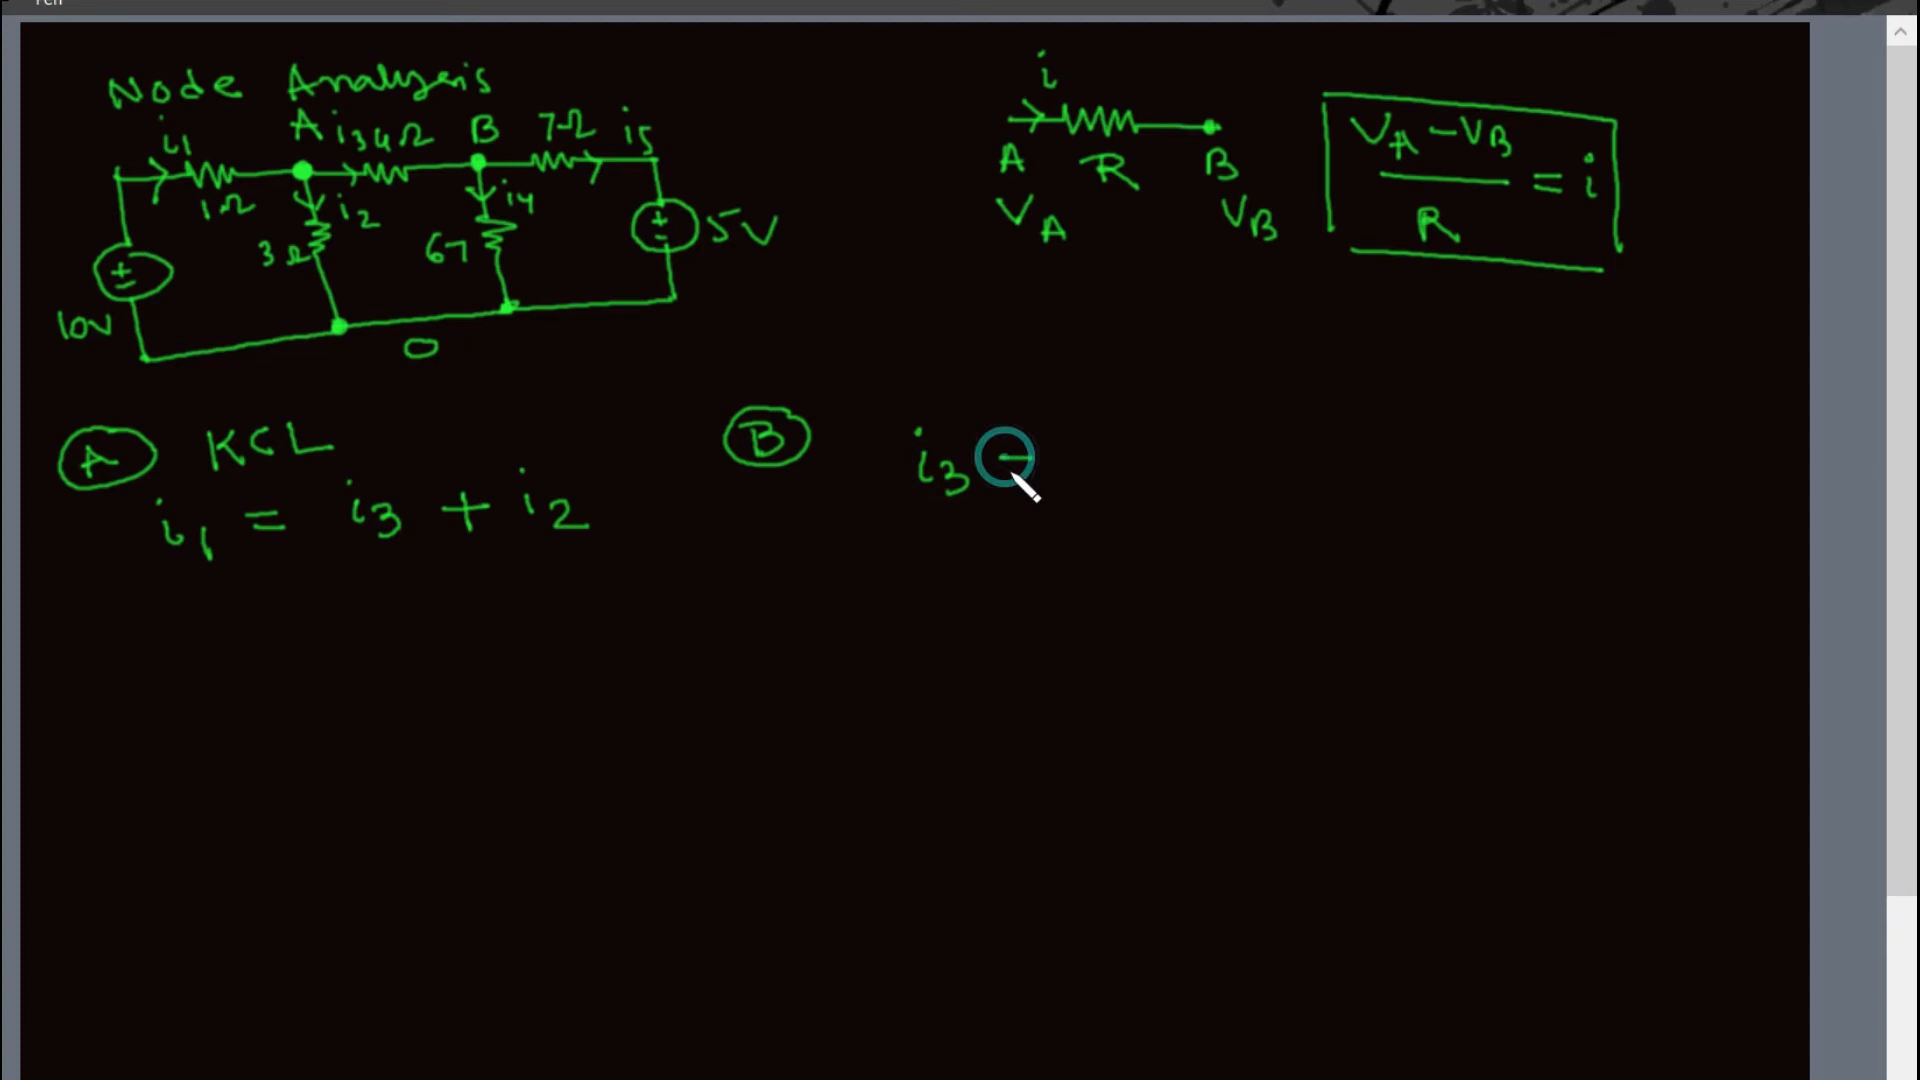 Node Analysis
i1 A i3 4Ω B 7Ω i5
1Ω i2 i4
3Ω 67 5V
10V
0
i
A R B
VA VB
VA - VB
R = i
A KCL
i1 = i3 + i2
B i3 -